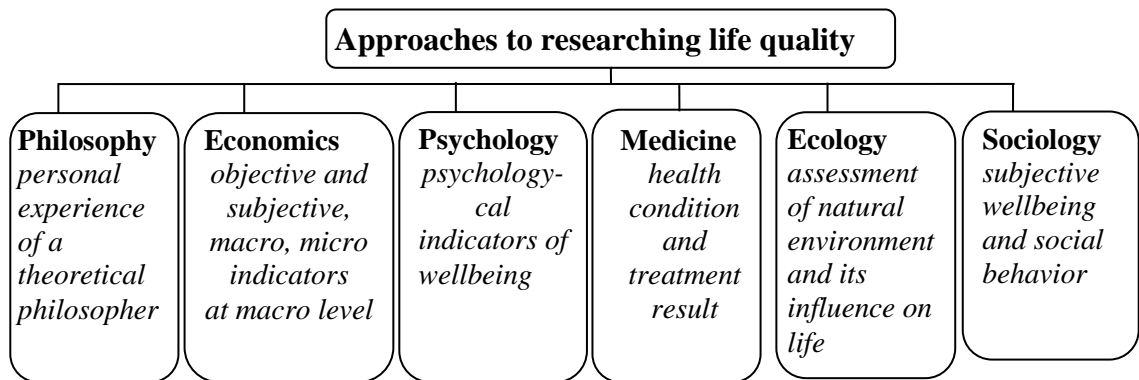 Approaches to researching life quality
Philosophy
personal
experience
of a
theoretical
philosopher
Economics
objective and
subjective,
macro, micro
indicators
at macro level
Psychology
psychology-
cal
indicators of
wellbeing
Medicine
health
condition
and
treatment
result
Ecology
assessment
of natural
environment
and its
influence on
life
Sociology
subjective
wellbeing
and social
behavior